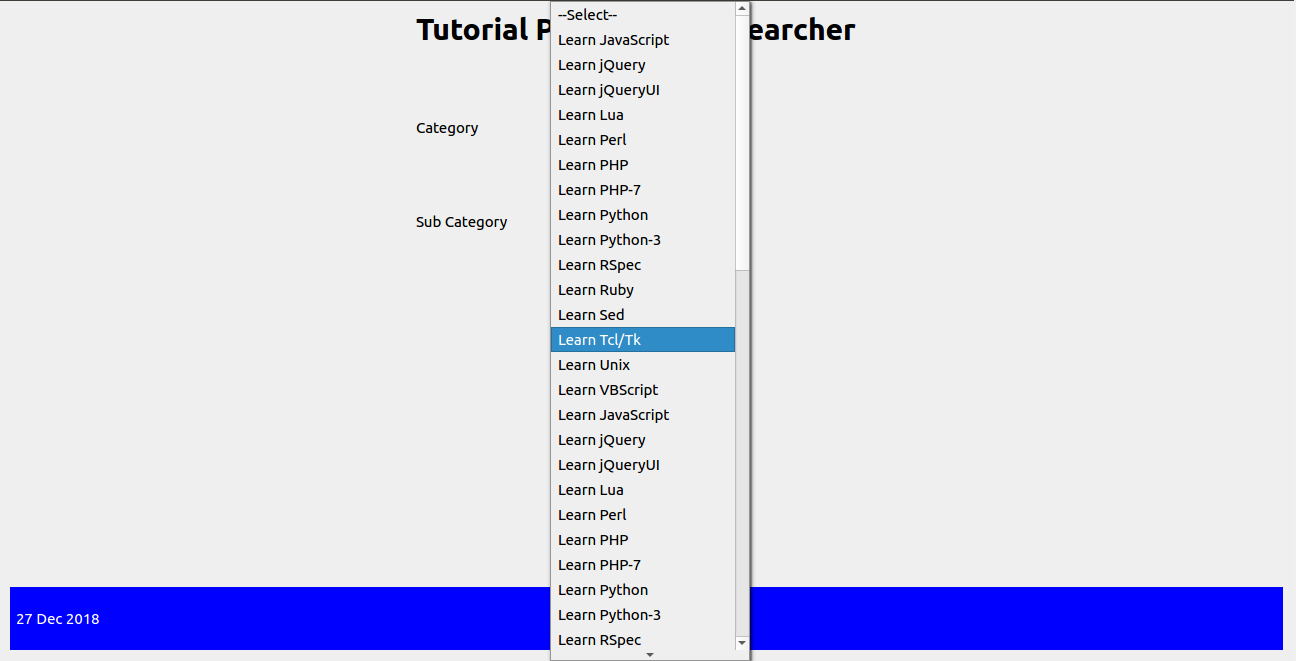 Tutorial P earcher
Category
Sub Category
--Select--
Learn JavaScript
Learn jQuery
Learn jQueryUI
Learn Lua
Learn Perl
Learn PHP
Learn PHP-7
Learn Python
Learn Python-3
Learn RSpec
Learn Ruby
Learn Sed
Learn Tcl/Tk
Learn Unix
Learn VBScript
Learn JavaScript
Learn jQuery
Learn jQueryUI
Learn Lua
Learn Perl
Learn PHP
Learn PHP-7
Learn Python
Learn Python-3
Learn RSpec
27 Dec 2018